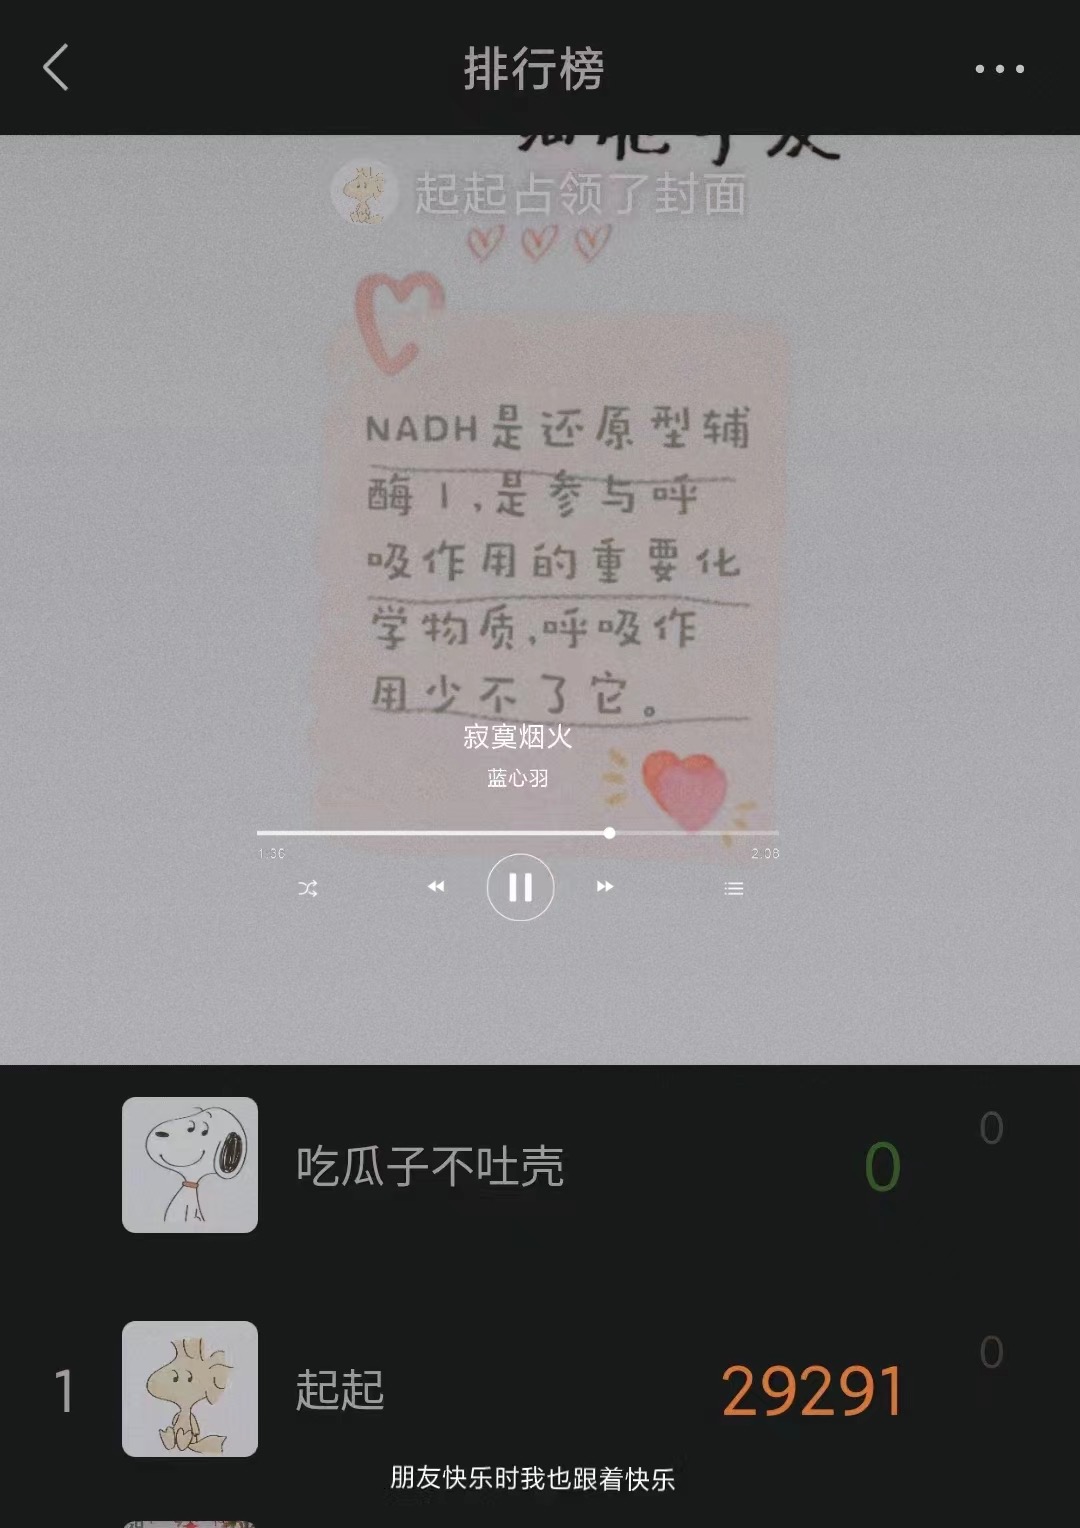 排行榜
起起占领了封面
NADH是还原型辅
酶1,是参与呼
吸作用的重要化
学物质,呼吸作
用少不了它。
寂寞烟火
蓝心羽
1:36
2:08
吃瓜子不吐壳
0
0
1
起起
29291
0
朋友快乐时我也跟着快乐